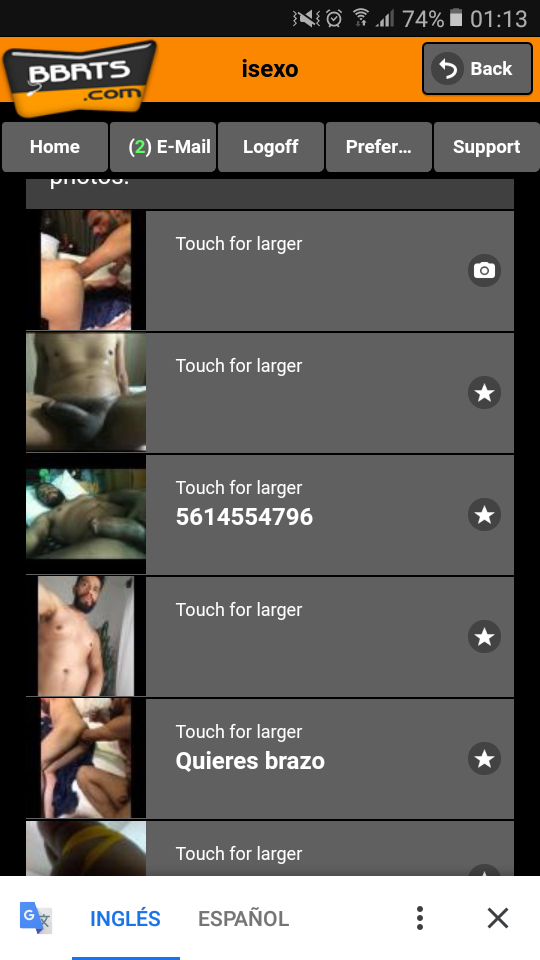 74% 01:13
BBRTS
.com
isexo
Back
Home
(2) E-Mail
Logoff
Prefer...
Support
photos.
Touch for larger
Touch for larger
Touch for larger
5614554796
Touch for larger
Touch for larger
Quieres brazo
Touch for larger
G
INGLÉS
ESPAÑOL